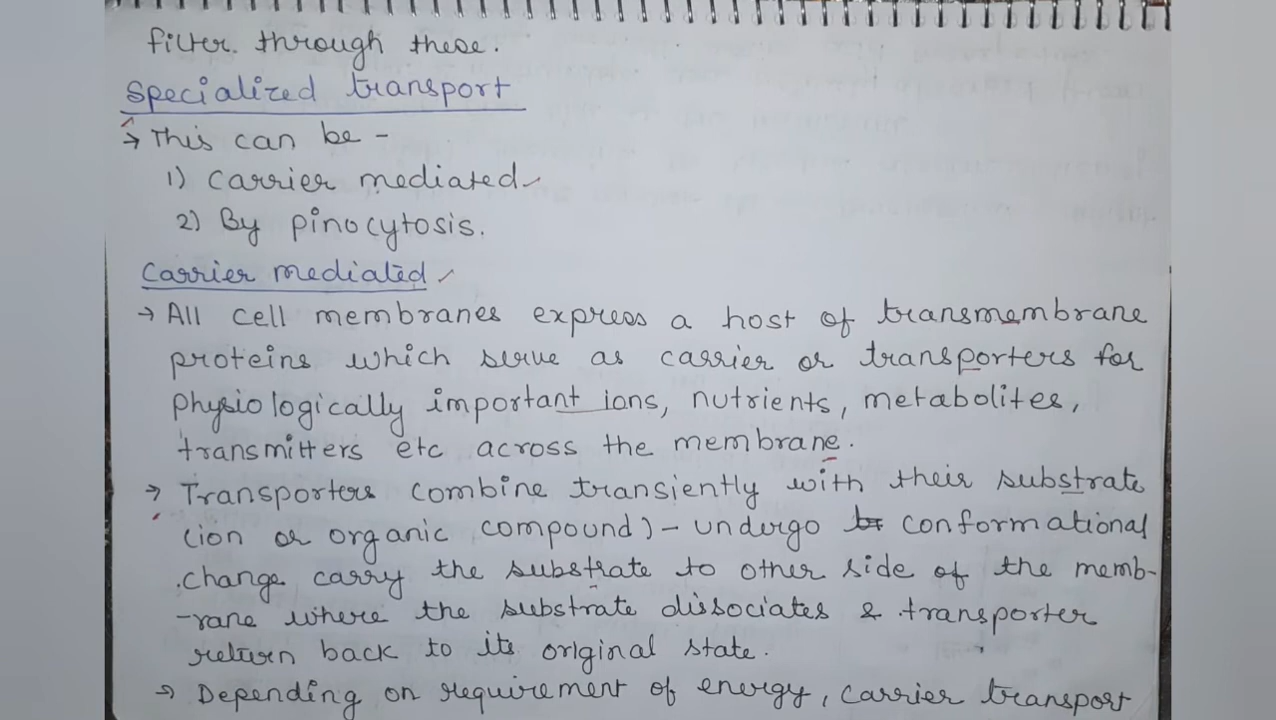 filter through these.
Specialized transport
→ This can be -
1) Carrier mediated
2) By pinocytosis.
Carrier mediated
→ All cell membranes express a host of transmembrane
proteins which serve as carrier or transporters for
physiologically important ions, nutrients, metabolites,
transmitters etc across the membrane.
→ Transporters combine transiently with their substrate
(ion or organic compound) - undergo conformational
change carry the substrate to other side of the memb-
-rane where the substrate dissociates & transporter
return back to its original state.
→ Depending on requirement of energy, carrier transport